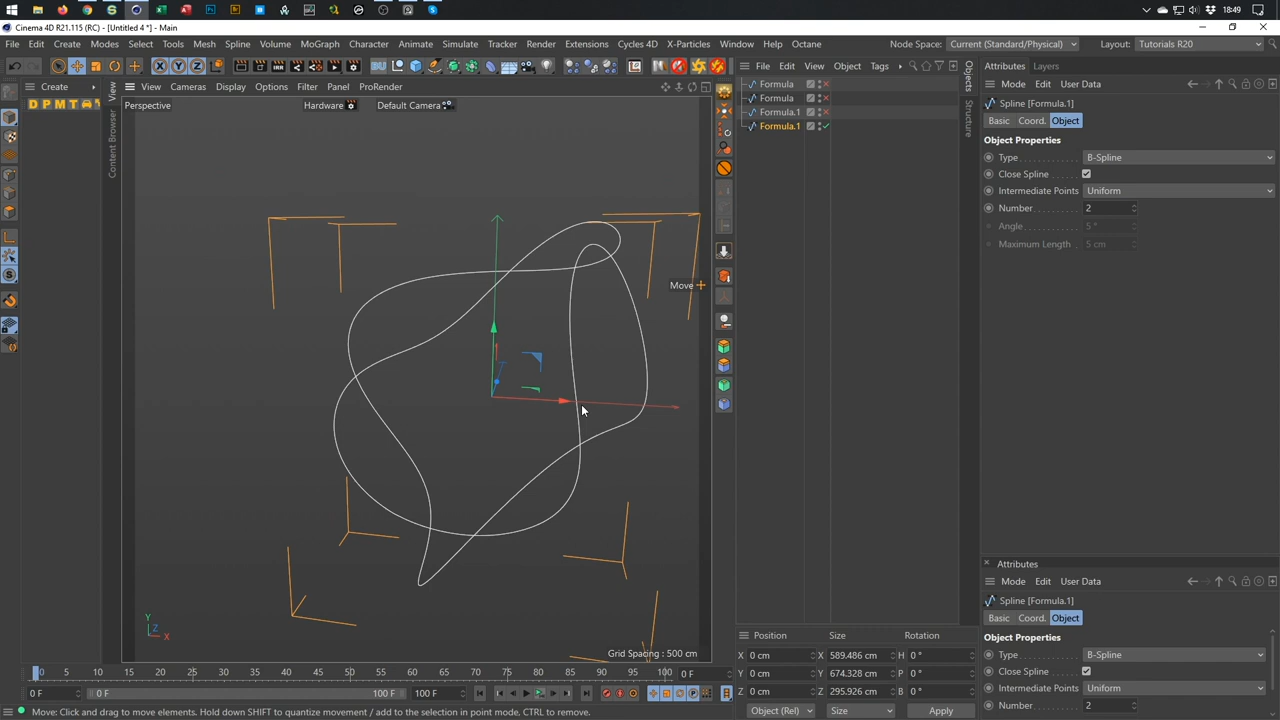 18:49
Cinema 4D R21.115 (RC) - [Untitled 4 *] - Main
File Edit Create Modes Select Tools Mesh Spline Volume MoGraph Character Animate Simulate Tracker Render Extensions Cycles 4D X-Particles Window Help Octane Node Space: Current (Standard/Physical) Layout: Tutorials R20
Create
View Cameras Display Options Filter Panel ProRender
File Edit View Object Tags
Attributes Layers
Mode Edit User Data
Perspective Hardware Default Camera
D P M T
View
Content Browser
Formula
Formula
Formula.1
Formula.1
Objects
Structure
Spline [Formula.1]
Basic Coord. Object
Object Properties
Type B-Spline
Close Spline
Intermediate Points Uniform
Number 2
Angle 5 °
Maximum Length 5 cm
Move
Y
Z
X
Grid Spacing : 500 cm
Attributes
Mode Edit User Data
Spline [Formula.1]
Basic Coord. Object
Object Properties
Type B-Spline
Close Spline
Intermediate Points Uniform
Number 2
Position Size Rotation
X 0 cm X 589.486 cm H 0 °
Y 0 cm Y 674.328 cm P 0 °
Z 0 cm Z 295.926 cm B 0 °
Object (Rel) Size Apply
0 5 10 15 20 25 30 35 40 45 50 55 60 65 70 75 80 85 90 95 100 0 F
0 F 0 F 100 F 100 F
Move: Click and drag to move elements. Hold down SHIFT to quantize movement / add to the selection in point mode, CTRL to remove.